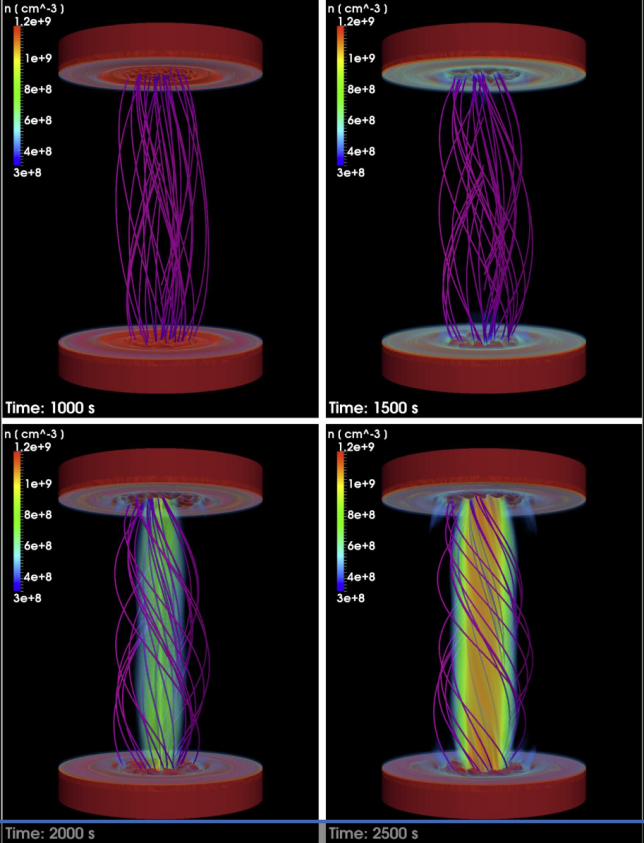 n ( cm^-3 )
1.2e+9
1e+9
8e+8
6e+8
4e+8
3e+8
Time: 1000 s
n ( cm^-3 )
1.2e+9
1e+9
8e+8
6e+8
4e+8
3e+8
Time: 1500 s
n ( cm^-3 )
1.2e+9
1e+9
8e+8
6e+8
4e+8
3e+8
Time: 2000 s
n ( cm^-3 )
1.2e+9
1e+9
8e+8
6e+8
4e+8
3e+8
Time: 2500 s